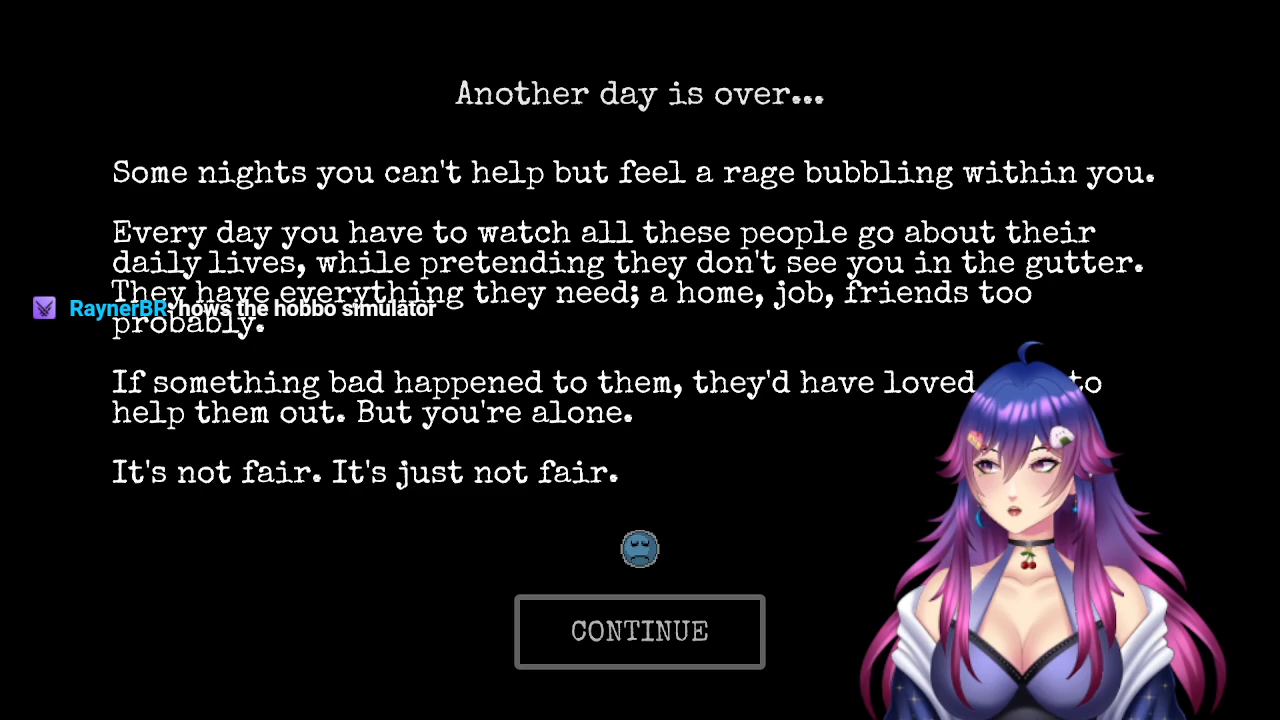 Another day is over...
Some nights you can't help but feel a rage bubbling within you.
Every day you have to watch all these people go about their
daily lives, while pretending they don't see you in the gutter.
They have everything they need; a home, job, friends too
RaynerBR hows the hobbo simulator
probably.
If something bad happened to them, they'd have loved to
help them out. But you're alone.
It's not fair. It's just not fair.
CONTINUE